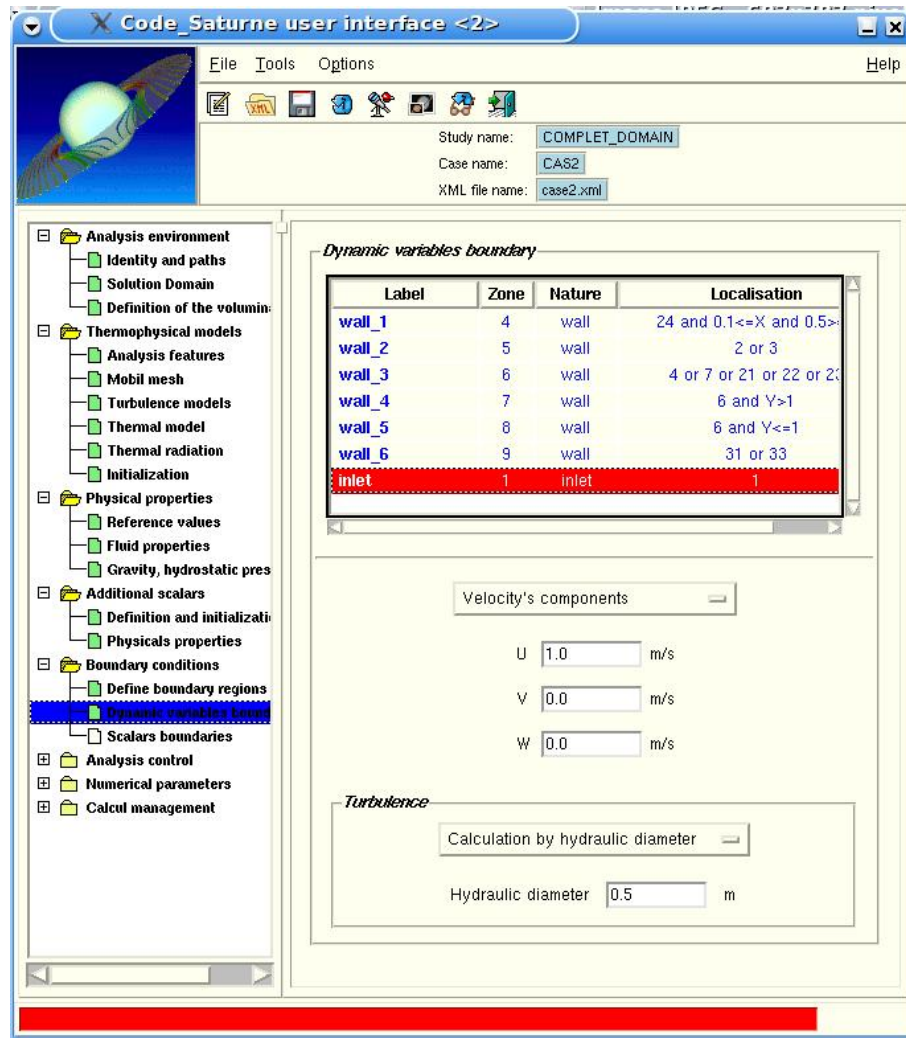 Code_Saturne user interface <2>
File Tools Options Help
XML
Study name: COMPLET_DOMAIN
Case name: CAS2
XML file name: case2.xml
Analysis environment
Identity and paths
Solution Domain
Definition of the volumin
Thermophysical models
Analysis features
Mobil mesh
Turbulence models
Thermal model
Thermal radiation
Initialization
Physical properties
Reference values
Fluid properties
Gravity, hydrostatic pres
Additional scalars
Definition and initializati
Physicals properties
Boundary conditions
Define boundary regions
Dynamic variables bound
Scalars boundaries
Analysis control
Numerical parameters
Calcul management
Dynamic variables boundary
Label Zone Nature Localisation
wall_1 4 wall 24 and 0.1<=X and 0.5>=
wall_2 5 wall 2 or 3
wall_3 6 wall 4 or 7 or 21 or 22 or 23
wall_4 7 wall 6 and Y>1
wall_5 8 wall 6 and Y<=1
wall_6 9 wall 31 or 33
inlet 1 inlet 1
Velocity's components
U 1.0 m/s
V 0.0 m/s
W 0.0 m/s
Turbulence
Calculation by hydraulic diameter
Hydraulic diameter 0.5 m